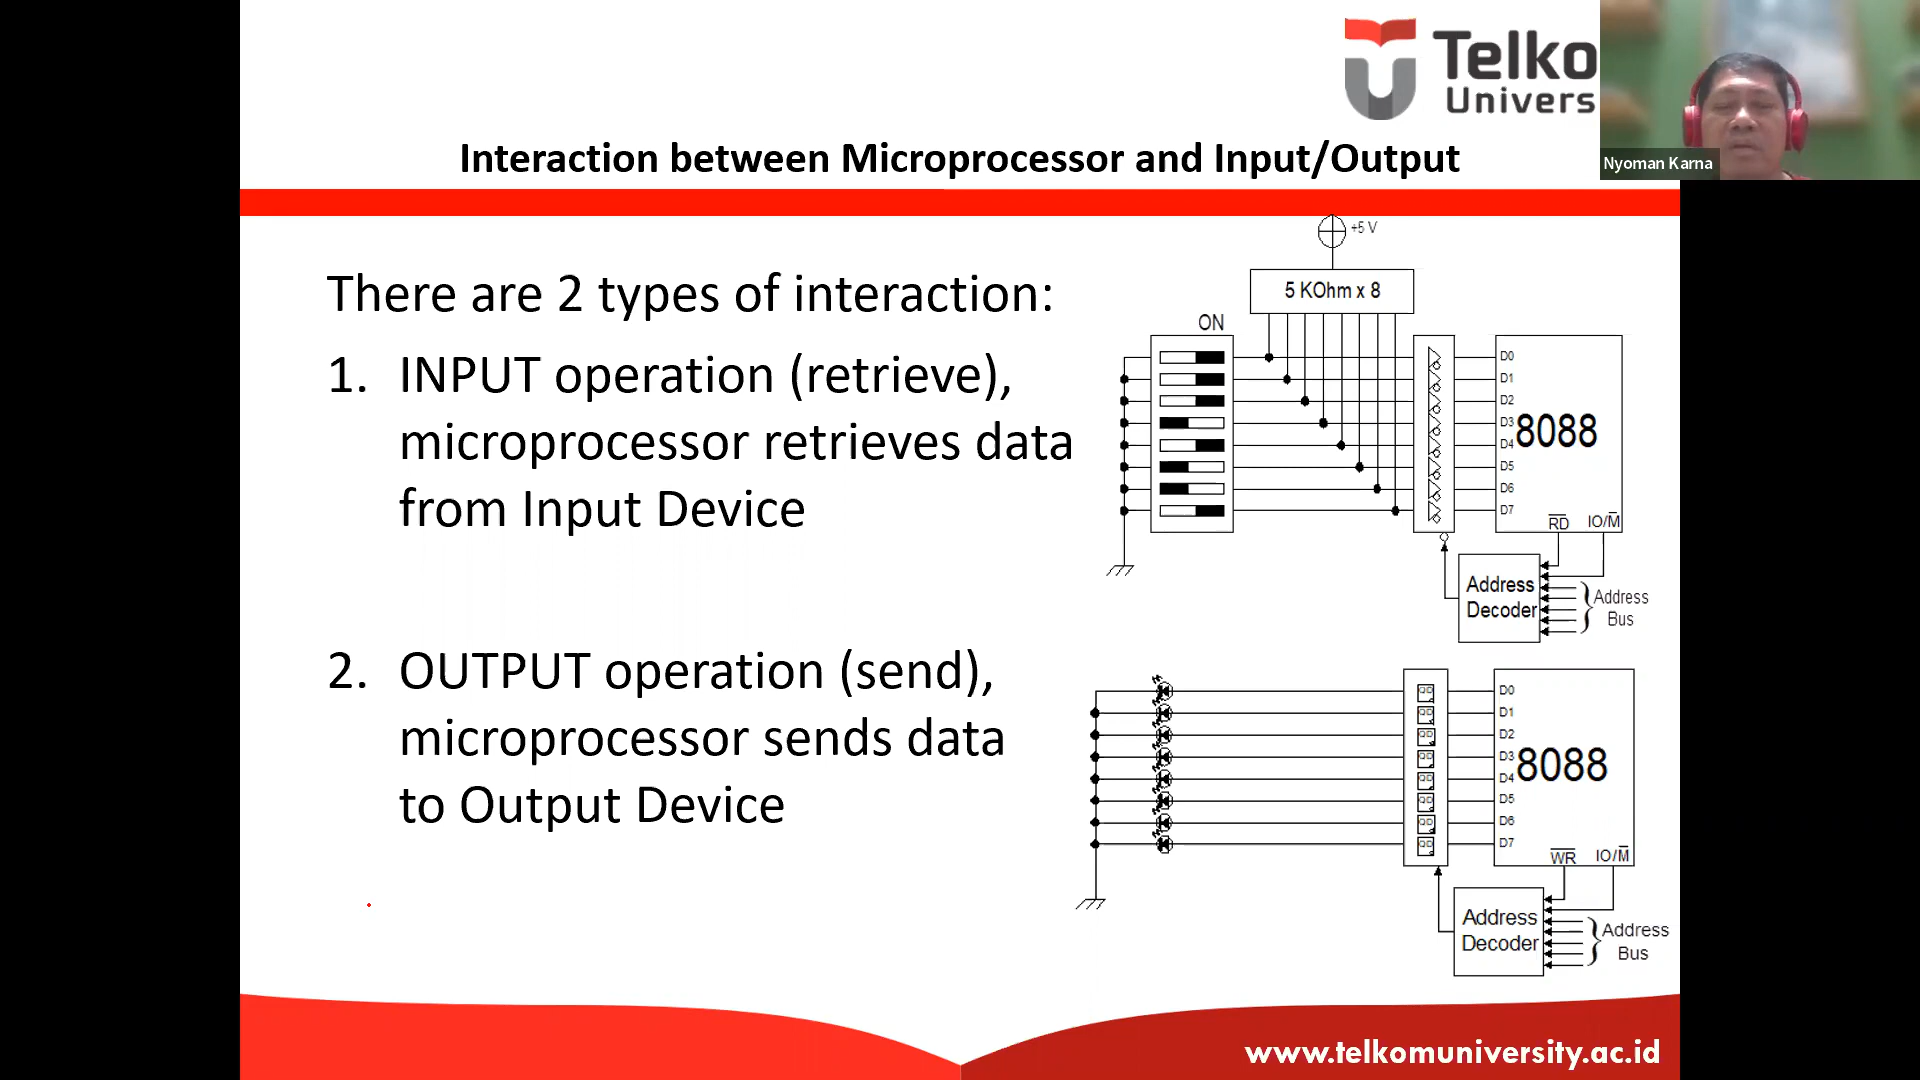 Telko
Univers
Nyoman Karna
Interaction between Microprocessor and Input/Output
There are 2 types of interaction:
1. INPUT operation (retrieve),
microprocessor retrieves data
from Input Device
2. OUTPUT operation (send),
microprocessor sends data
to Output Device
+5 V
5 KOhm x 8
ON
D0
D1
D2
D3
D4
D5
D6
D7
8088
RD IO/M
Address
Decoder
Address
Bus
D0
D1
D2
D3
D4
D5
D6
D7
8088
WR IO/M
Address
Decoder
Address
Bus
www.telkomuniversity.ac.id